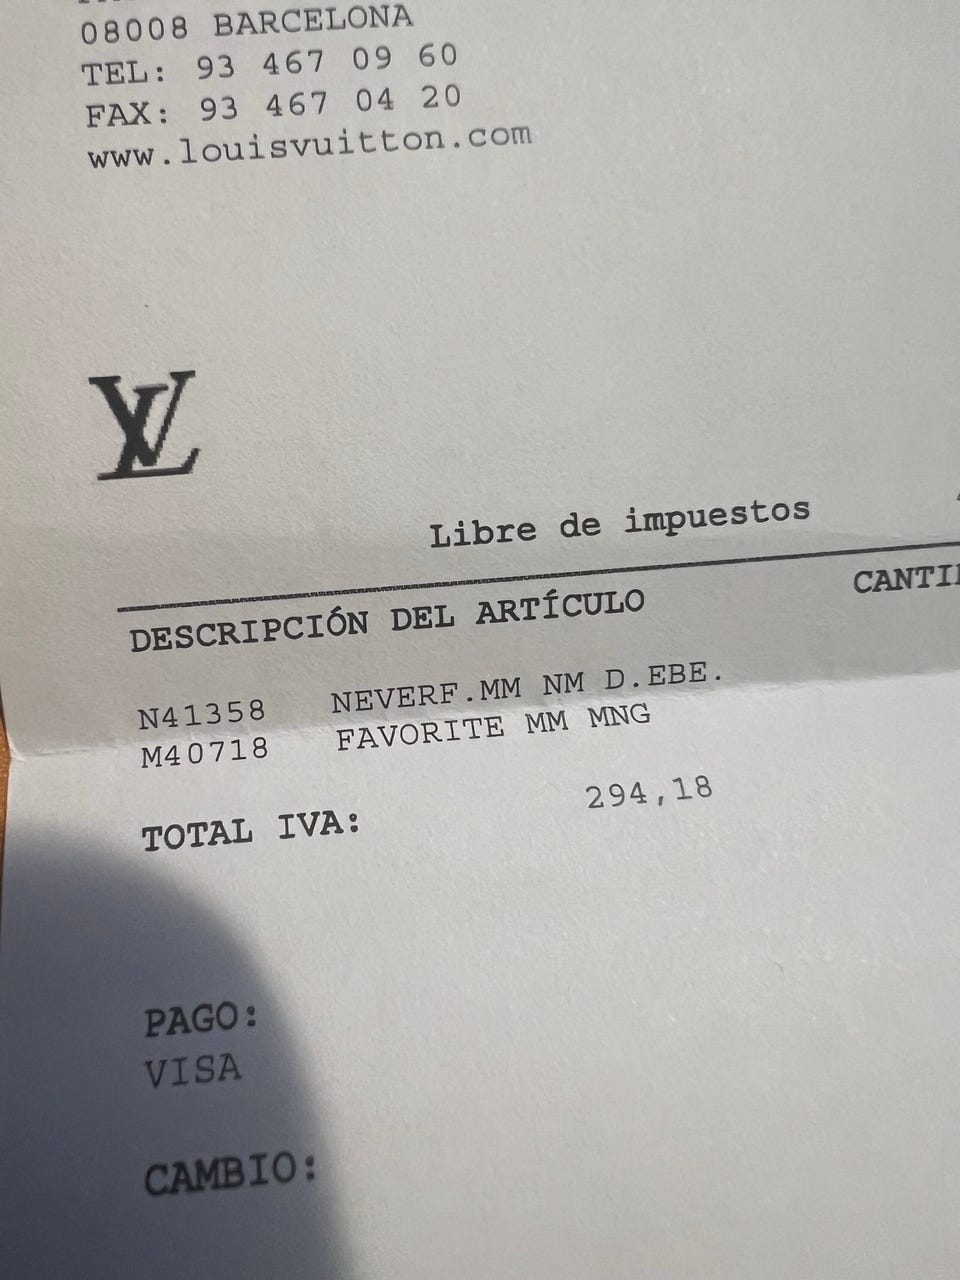 08008 BARCELONA
TEL: 93 467 09 60
FAX: 93 467 04 20
www.louisvuitton.com
LV
Libre de impuestos
DESCRIPCIÓN DEL ARTÍCULO CANTI
N41358 NEVERF.MM NM D.EBE.
M40718 FAVORITE MM MNG
TOTAL IVA: 294,18
PAGO:
VISA
CAMBIO: